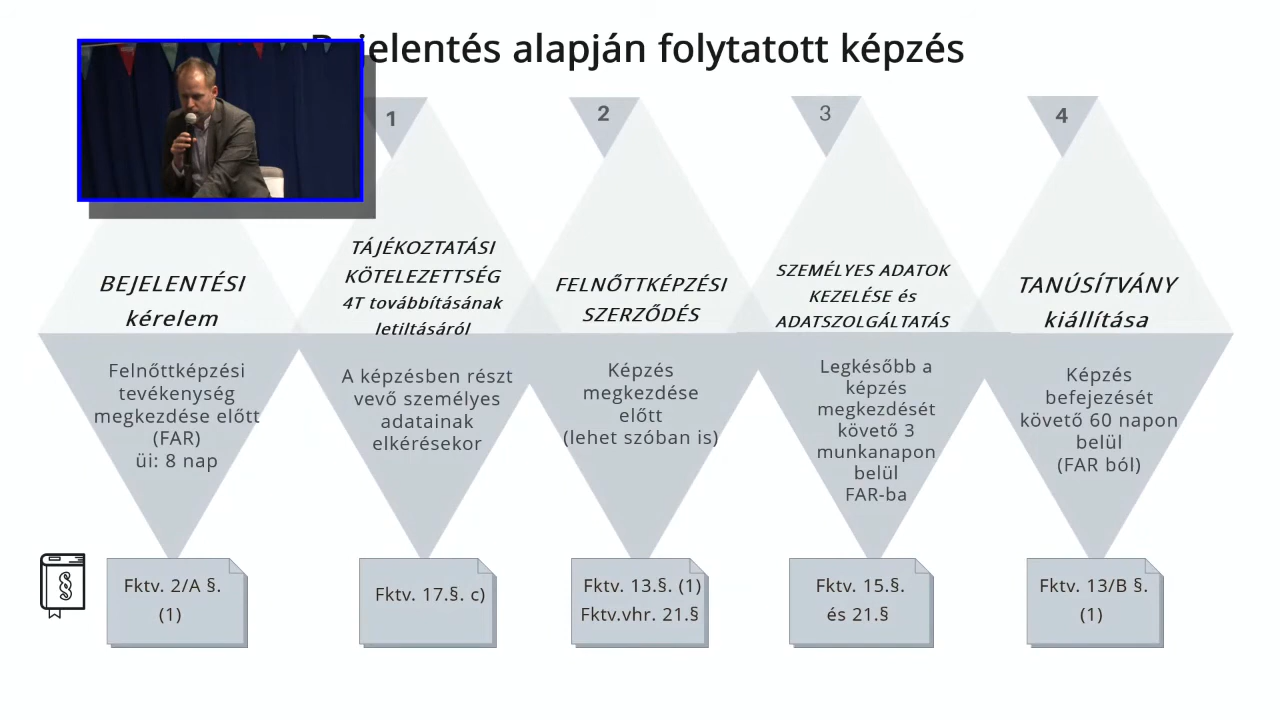 Bejelentés alapján folytatott képzés
1
2
3
4
BEJELENTÉSI
kérelem
TÁJÉKOZTATÁSI
KÖTELEZETTSÉG
4T továbbításának
letiltásáról
FELNŐTTKÉPZÉSI
SZERZŐDÉS
SZEMÉLYES ADATOK
KEZELÉSE és
ADATSZOLGÁLTATÁS
TANÚSÍTVÁNY
kiállítása
Felnőttképzési
tevékenység
megkezdése előtt
(FAR)
üi: 8 nap
A képzésben részt
vevő személyes
adatainak
elkérésekor
Képzés
megkezdése
előtt
(lehet szóban is)
Legkésőbb a
képzés
megkezdését
követő 3
munkanapon
belül
FAR-ba
Képzés
befejezését
követő 60 napon
belül
(FAR ból)
§
Fktv. 2/A §.
(1)
Fktv. 17.§. c)
Fktv. 13.§. (1)
Fktv.vhr. 21.§
Fktv. 15.§.
és 21.§
Fktv. 13/B §.
(1)